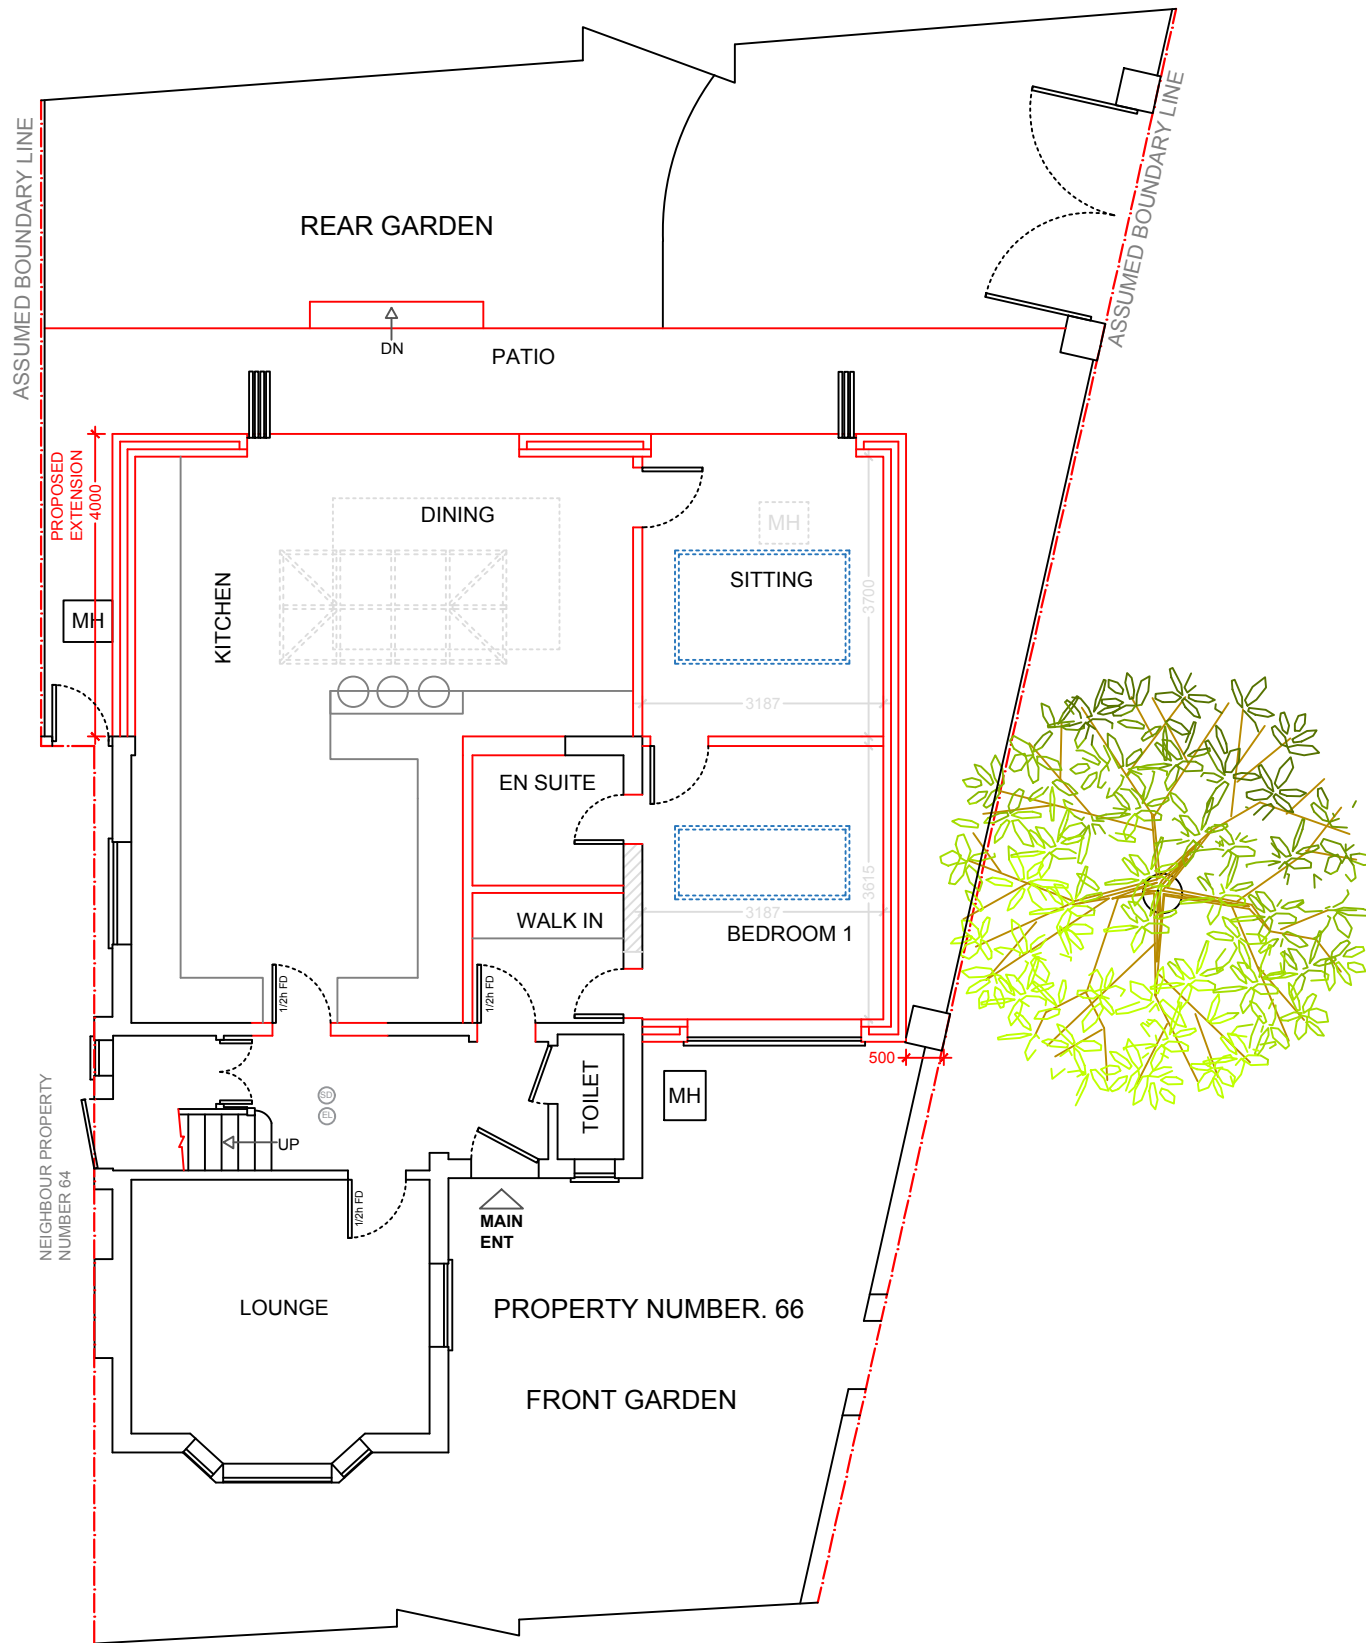 ASSUMED BOUNDARY LINE
ASSUMED BOUNDARY LINE
REAR GARDEN
DN
PATIO
PROPOSED
EXTENSION
4000
DINING
MH
SITTING
KITCHEN
3700
MH
3187
EN SUITE
3615
WALK IN
3187
BEDROOM 1
1/2h FD
1/2h FD
500
TOILET
MH
SD
EL
UP
NEIGHBOUR PROPERTY
NUMBER 64
1/2h FD
MAIN
ENT
LOUNGE
PROPERTY NUMBER. 66
FRONT GARDEN